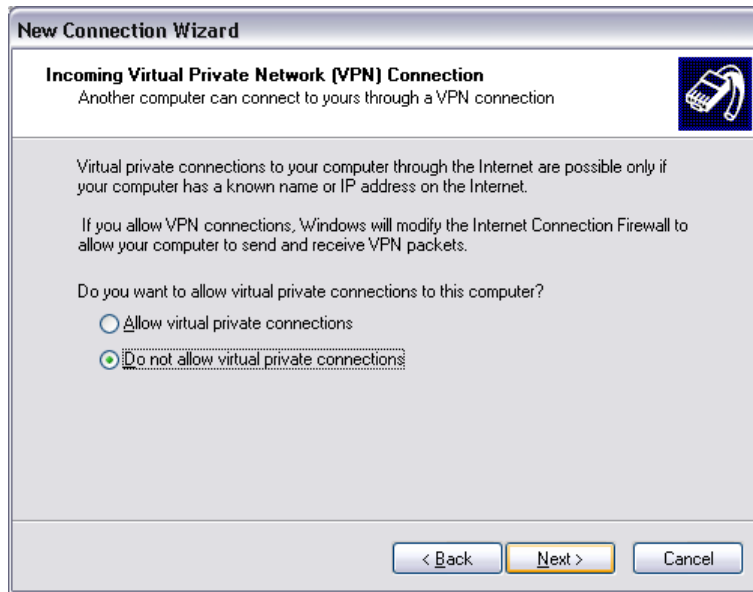 New Connection Wizard
Incoming Virtual Private Network (VPN) Connection
Another computer can connect to yours through a VPN connection
Virtual private connections to your computer through the Internet are possible only if
your computer has a known name or IP address on the Internet.
If you allow VPN connections, Windows will modify the Internet Connection Firewall to
allow your computer to send and receive VPN packets.
Do you want to allow virtual private connections to this computer?
Allow virtual private connections
Do not allow virtual private connections
< Back Next > Cancel